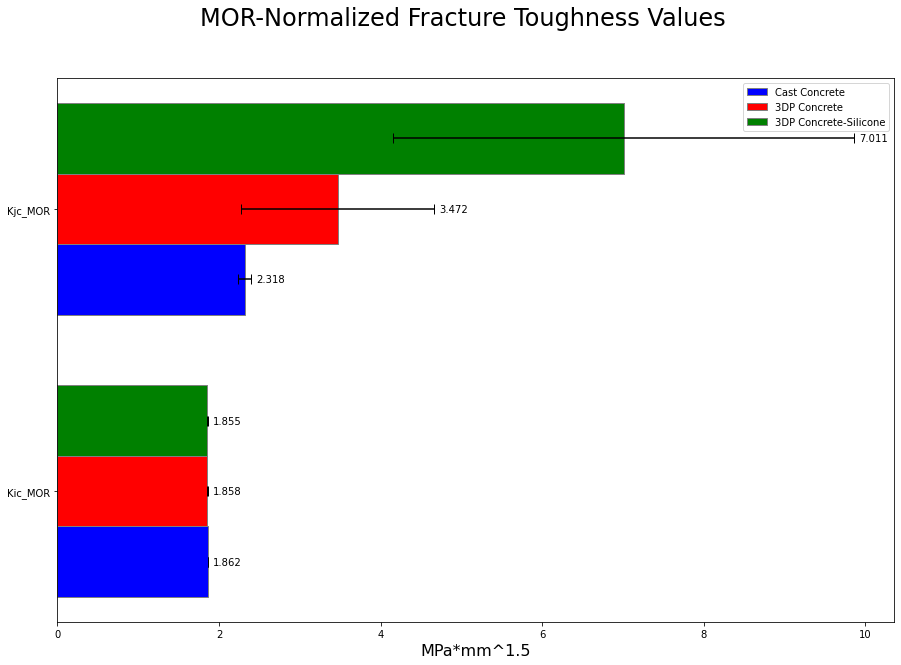 MOR-Normalized Fracture Toughness Values
Cast Concrete
3DP Concrete
3DP Concrete-Silicone
7.011
Kjc_MOR
3.472
2.318
1.855
Kic_MOR
1.858
1.862
0 2 4 6 8 10
MPa*mm^1.5